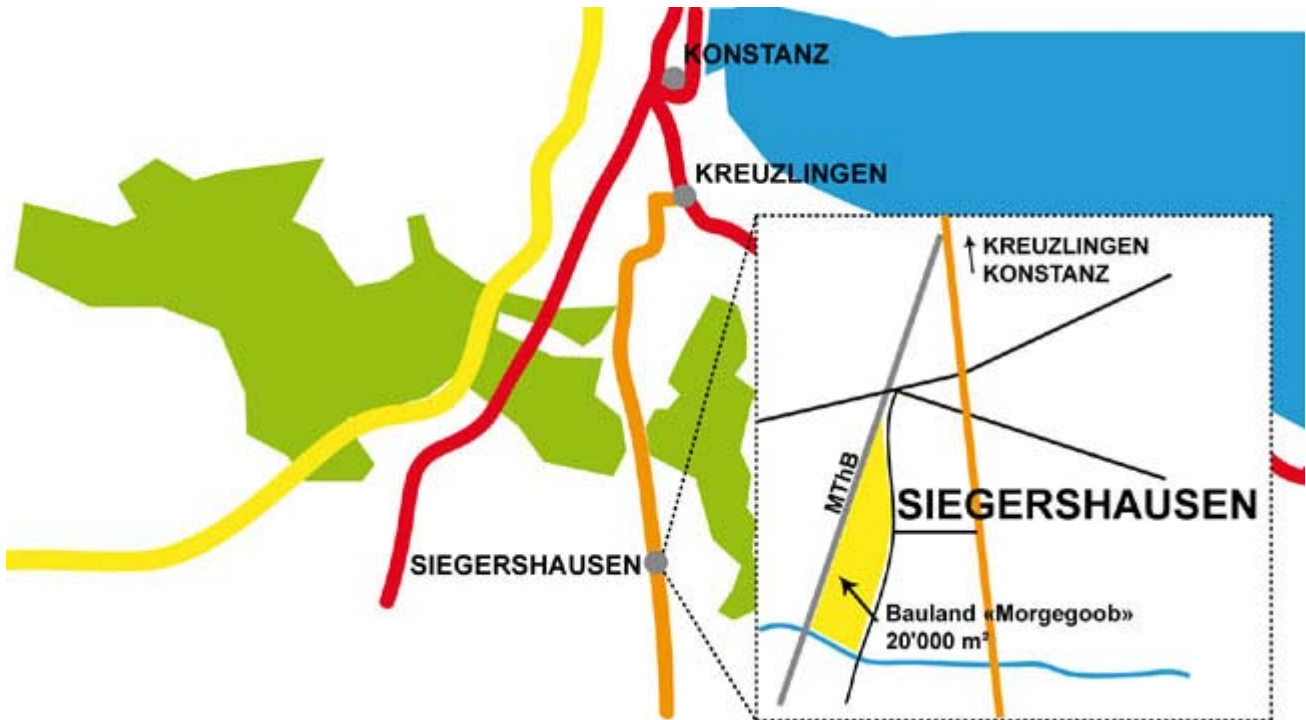 KONSTANZ
KREUZLINGEN
KREUZLINGEN
KONSTANZ
MThB
SIEGERSHAUSEN
SIEGERSHAUSEN
Bauland «Morgegoob»
20'000 m²